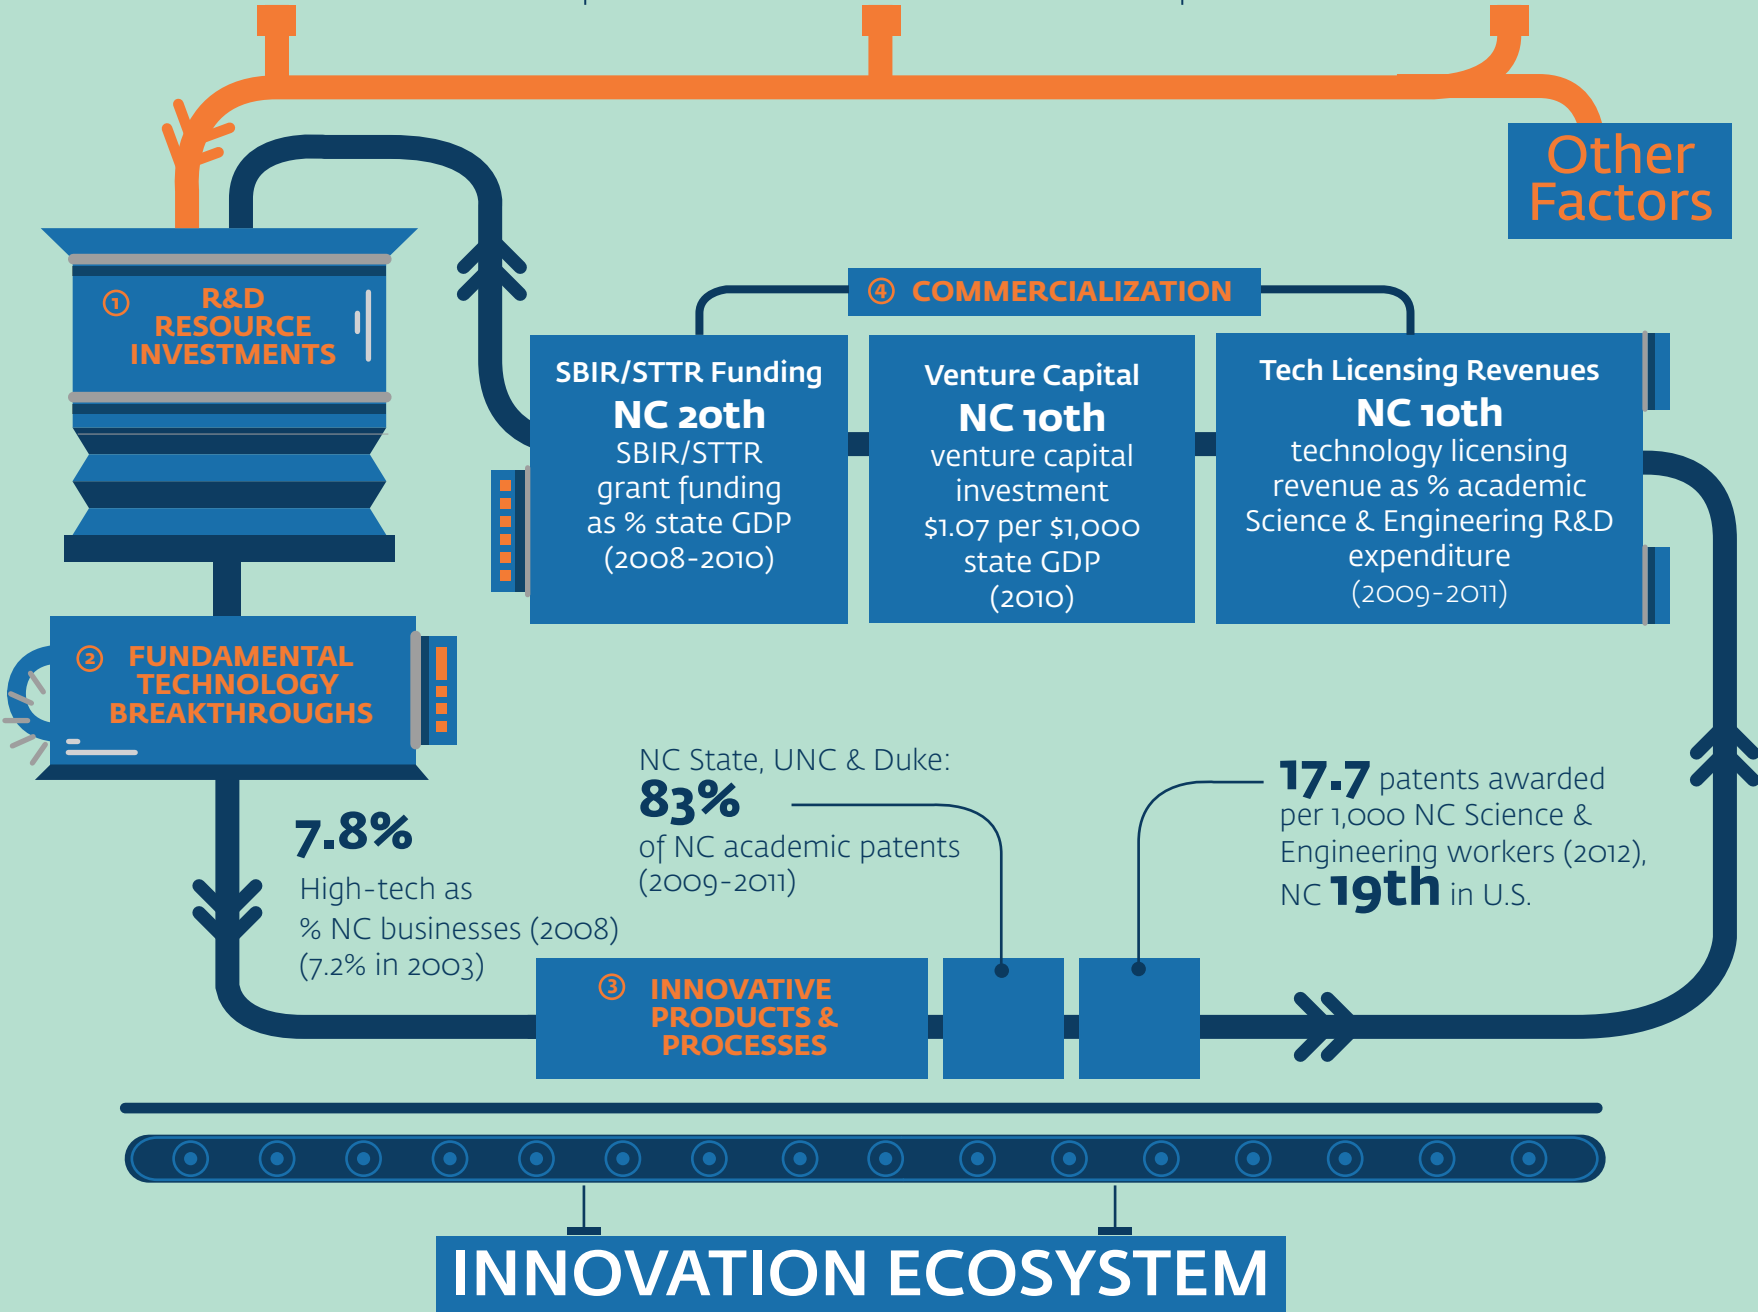 Other
Factors
① R&D
RESOURCE
INVESTMENTS
④ COMMERCIALIZATION
SBIR/STTR Funding
NC 20th
SBIR/STTR
grant funding
as % state GDP
(2008-2010)
Venture Capital
NC 10th
venture capital
investment
$1.07 per $1,000
state GDP
(2010)
Tech Licensing Revenues
NC 10th
technology licensing
revenue as % academic
Science & Engineering R&D
expenditure
(2009-2011)
② FUNDAMENTAL
TECHNOLOGY
BREAKTHROUGHS
7.8%
High-tech as
% NC businesses (2008)
(7.2% in 2003)
NC State, UNC & Duke:
83%
of NC academic patents
(2009-2011)
17.7 patents awarded
per 1,000 NC Science &
Engineering workers (2012),
NC 19th in U.S.
③ INNOVATIVE
PRODUCTS &
PROCESSES
INNOVATION ECOSYSTEM